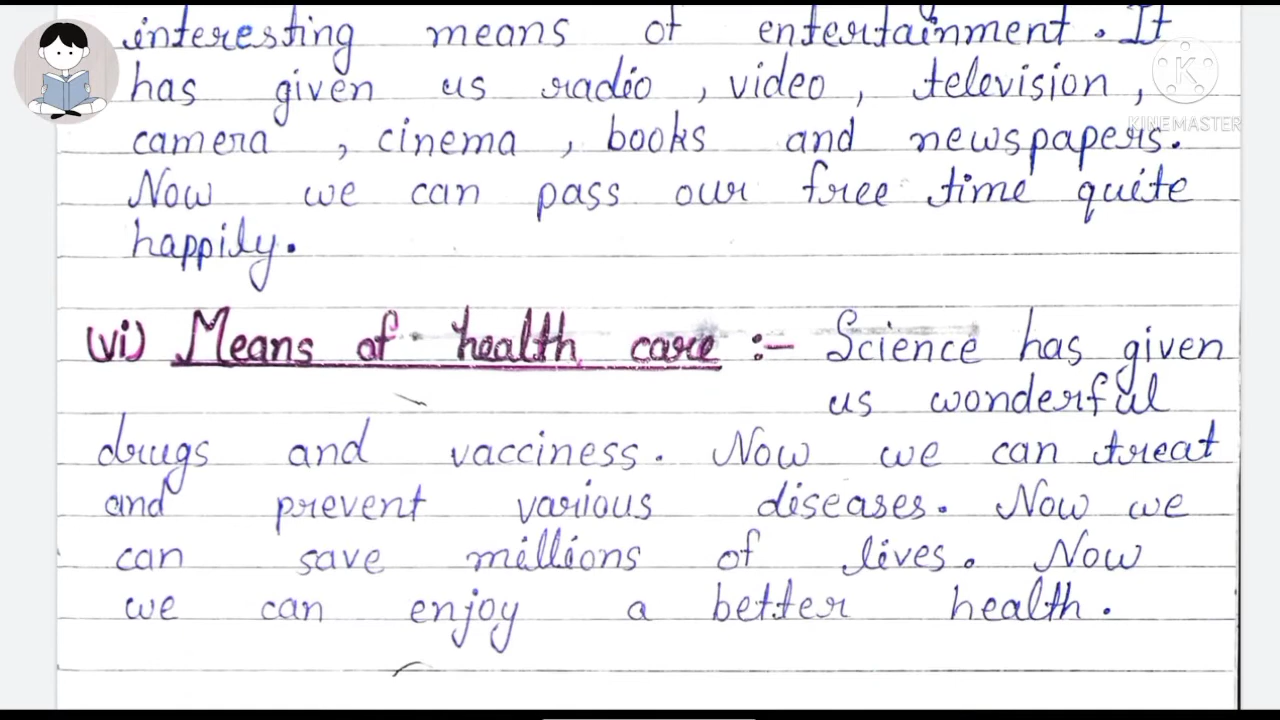 interesting means of entertainment. It
has given us radio, video, television,
camera, cinema, books and newspapers.
Now we can pass our free time quite
happily.
(vi) Means of health care :- Science has given
us wonderful
drugs and vacciness. Now we can treat
and prevent various diseases. Now we
can save millions of lives. Now
we can enjoy a better health.
K
KINEMASTER